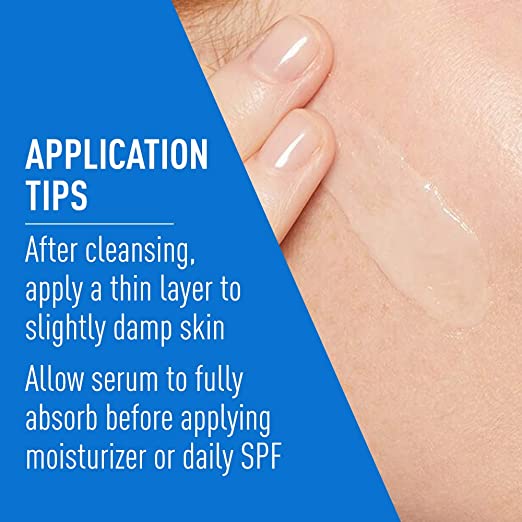 APPLICATION
TIPS
After cleansing,
apply a thin layer to
slightly damp skin
Allow serum to fully
absorb before applying
moisturizer or daily SPF